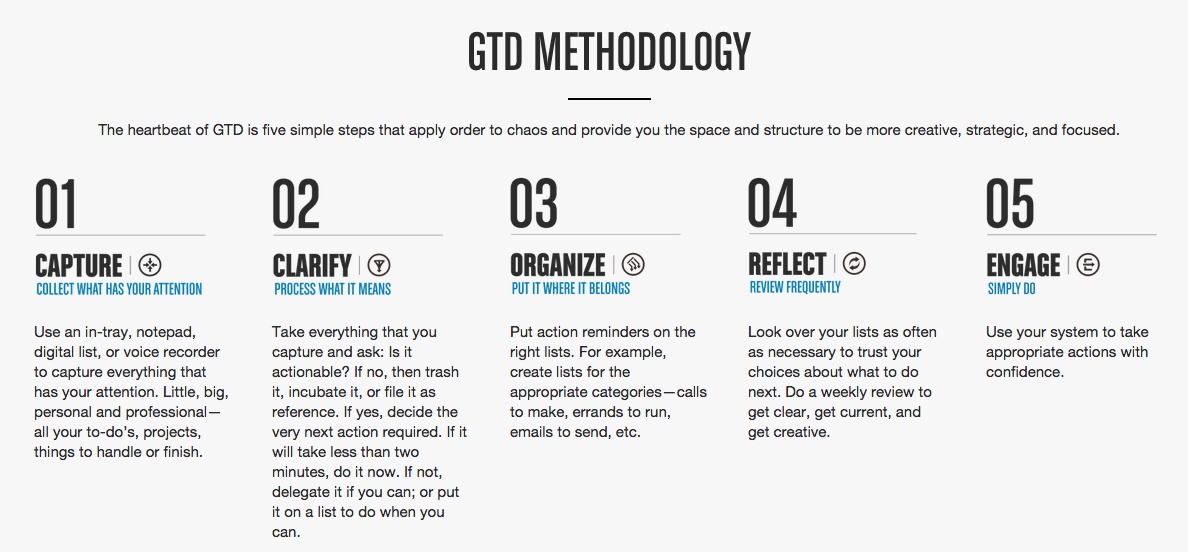 GTD METHODOLOGY
The heartbeat of GTD is five simple steps that apply order to chaos and provide you the space and structure to be more creative, strategic, and focused.
01
CAPTURE
COLLECT WHAT HAS YOUR ATTENTION
Use an in-tray, notepad,
digital list, or voice recorder
to capture everything that
has your attention. Little, big,
personal and professional—
all your to-do's, projects,
things to handle or finish.
02
CLARIFY
PROCESS WHAT IT MEANS
Take everything that you
capture and ask: Is it
actionable? If no, then trash
it, incubate it, or file it as
reference. If yes, decide the
very next action required. If it
will take less than two
minutes, do it now. If not,
delegate it if you can; or put
it on a list to do when you
can.
03
ORGANIZE
PUT IT WHERE IT BELONGS
Put action reminders on the
right lists. For example,
create lists for the
appropriate categories—calls
to make, errands to run,
emails to send, etc.
04
REFLECT
REVIEW FREQUENTLY
Look over your lists as often
as necessary to trust your
choices about what to do
next. Do a weekly review to
get clear, get current, and
get creative.
05
ENGAGE
SIMPLY DO
Use your system to take
appropriate actions with
confidence.